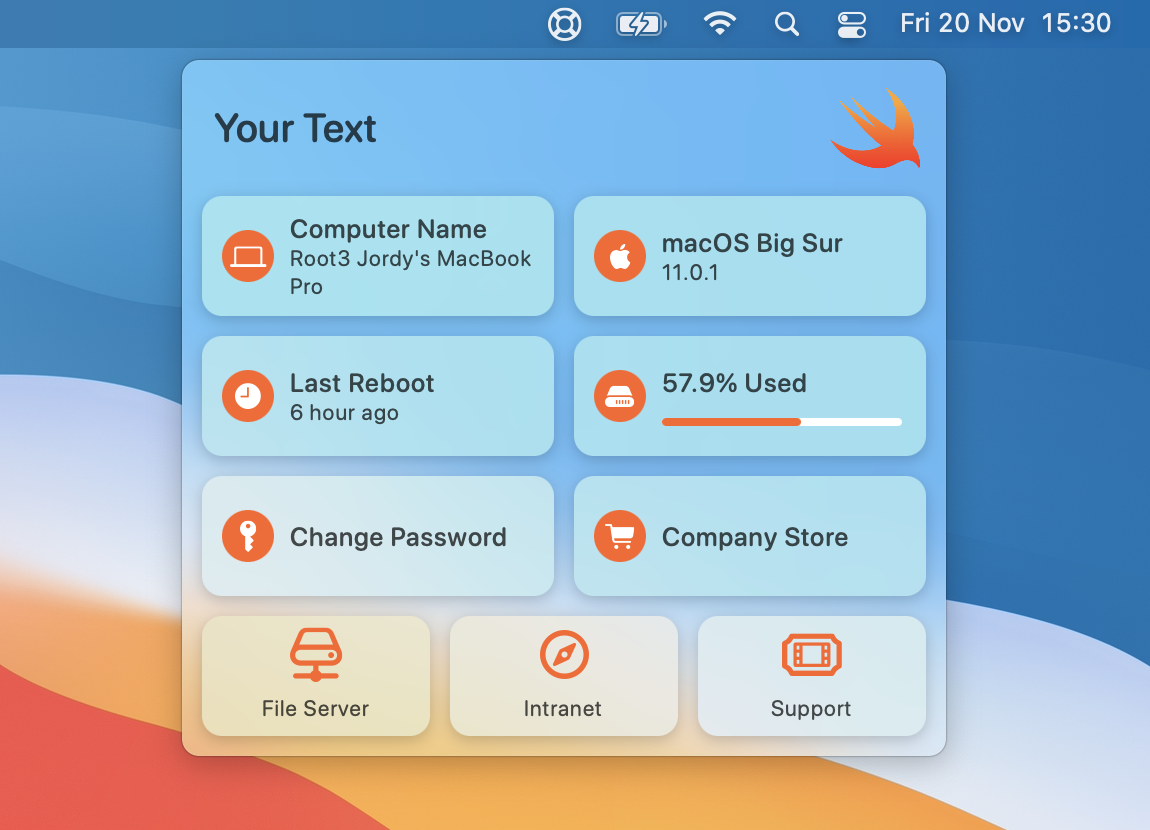 Fri 20 Nov 15:30
Your Text
Computer Name
Root3 Jordy's MacBook
Pro
macOS Big Sur
11.0.1
Last Reboot
6 hour ago
57.9% Used
Change Password
Company Store
File Server
Intranet
Support